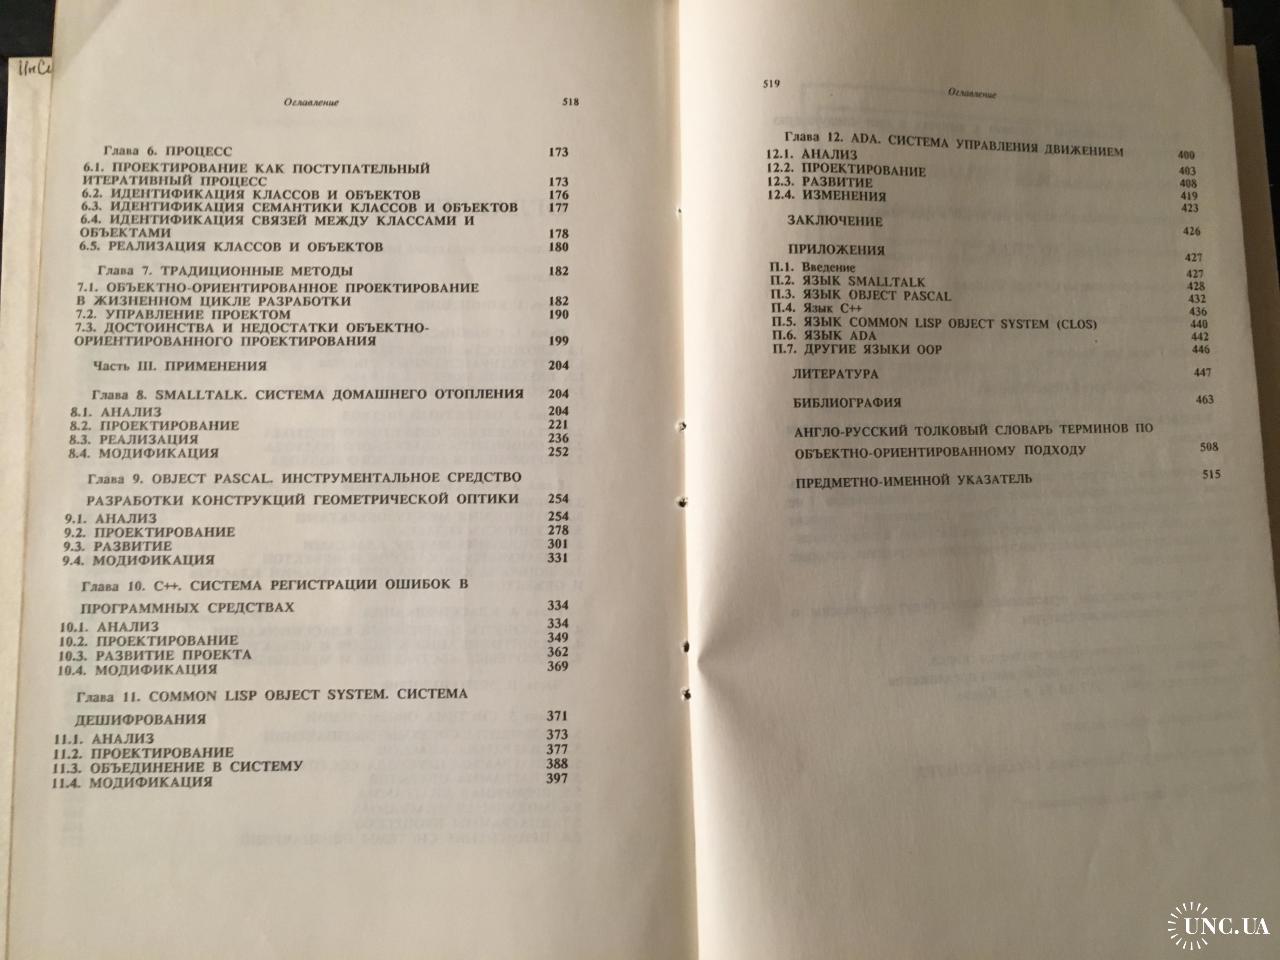 ИнСи
Оглавление 518
Глава 6. ПРОЦЕСС 173
6.1. ПРОЕКТИРОВАНИЕ КАК ПОСТУПАТЕЛЬНЫЙ
ИТЕРАТИВНЫЙ ПРОЦЕСС 173
6.2. ИДЕНТИФИКАЦИЯ КЛАССОВ И ОБЪЕКТОВ 176
6.3. ИДЕНТИФИКАЦИЯ СЕМАНТИКИ КЛАССОВ И ОБЪЕКТОВ 177
6.4. ИДЕНТИФИКАЦИЯ СВЯЗЕЙ МЕЖДУ КЛАССАМИ И
ОБЪЕКТАМИ 178
6.5. РЕАЛИЗАЦИЯ КЛАССОВ И ОБЪЕКТОВ 180
Глава 7. ТРАДИЦИОННЫЕ МЕТОДЫ 182
7.1. ОБЪЕКТНО-ОРИЕНТИРОВАННОЕ ПРОЕКТИРОВАНИЕ
В ЖИЗНЕННОМ ЦИКЛЕ РАЗРАБОТКИ 182
7.2. УПРАВЛЕНИЕ ПРОЕКТОМ 190
7.3. ДОСТОИНСТВА И НЕДОСТАТКИ ОБЪЕКТНО-
ОРИЕНТИРОВАННОГО ПРОЕКТИРОВАНИЯ 199
Часть III. ПРИМЕНЕНИЯ 204
Глава 8. SMALLTALK. СИСТЕМА ДОМАШНЕГО ОТОПЛЕНИЯ 204
8.1. АНАЛИЗ 204
8.2. ПРОЕКТИРОВАНИЕ 221
8.3. РЕАЛИЗАЦИЯ 236
8.4. МОДИФИКАЦИЯ 252
Глава 9. OBJECT PASCAL. ИНСТРУМЕНТАЛЬНОЕ СРЕДСТВО
РАЗРАБОТКИ КОНСТРУКЦИЙ ГЕОМЕТРИЧЕСКОЙ ОПТИКИ 254
9.1. АНАЛИЗ 254
9.2. ПРОЕКТИРОВАНИЕ 278
9.3. РАЗВИТИЕ 301
9.4. МОДИФИКАЦИЯ 331
Глава 10. C++. СИСТЕМА РЕГИСТРАЦИИ ОШИБОК В
ПРОГРАММНЫХ СРЕДСТВАХ 334
10.1. АНАЛИЗ 334
10.2. ПРОЕКТИРОВАНИЕ 349
10.3. РАЗВИТИЕ ПРОЕКТА 362
10.4. МОДИФИКАЦИЯ 369
Глава 11. COMMON LISP OBJECT SYSTEM. СИСТЕМА
ДЕШИФРОВАНИЯ 371
11.1. АНАЛИЗ 373
11.2. ПРОЕКТИРОВАНИЕ 377
11.3. ОБЪЕДИНЕНИЕ В СИСТЕМУ 388
11.4. МОДИФИКАЦИЯ 397
519 Оглавление
Глава 12. ADA. СИСТЕМА УПРАВЛЕНИЯ ДВИЖЕНИЕМ 400
12.1. АНАЛИЗ 403
12.2. ПРОЕКТИРОВАНИЕ 408
12.3. РАЗВИТИЕ 419
12.4. ИЗМЕНЕНИЯ 423
ЗАКЛЮЧЕНИЕ 426
ПРИЛОЖЕНИЯ 427
П.1. Введение 427
П.2. ЯЗЫК SMALLTALK 428
П.3. ЯЗЫК OBJECT PASCAL 432
П.4. Язык C++ 436
П.5. ЯЗЫК COMMON LISP OBJECT SYSTEM (CLOS) 440
П.6. ЯЗЫК ADA 442
П.7. ДРУГИЕ ЯЗЫКИ OOP 446
ЛИТЕРАТУРА 447
БИБЛИОГРАФИЯ 463
АНГЛО-РУССКИЙ ТОЛКОВЫЙ СЛОВАРЬ ТЕРМИНОВ ПО
ОБЪЕКТНО-ОРИЕНТИРОВАННОМУ ПОДХОДУ 508
ПРЕДМЕТНО-ИМЕННОЙ УКАЗАТЕЛЬ 515
UNC.UA